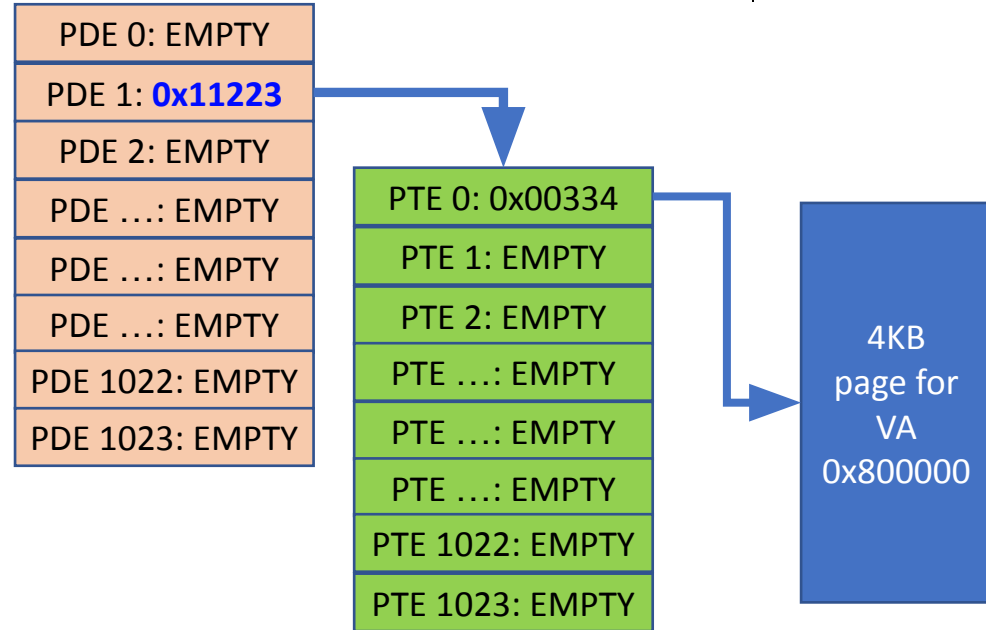 PDE 0: EMPTY
PDE 1: 0x11223
PDE 2: EMPTY
PDE …: EMPTY
PDE …: EMPTY
PDE …: EMPTY
PDE 1022: EMPTY
PDE 1023: EMPTY
PTE 0: 0x00334
PTE 1: EMPTY
PTE 2: EMPTY
PTE …: EMPTY
PTE …: EMPTY
PTE …: EMPTY
PTE 1022: EMPTY
PTE 1023: EMPTY
4KB
page for
VA
0x800000